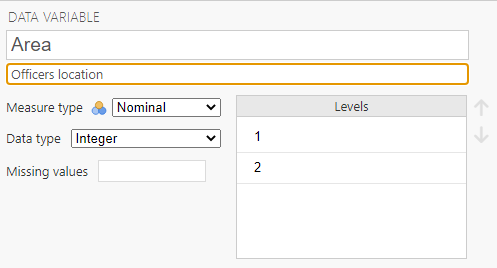 DATA VARIABLE
Area
Officers location
Measure type Nominal
Levels
1
Data type Integer
2
Missing values